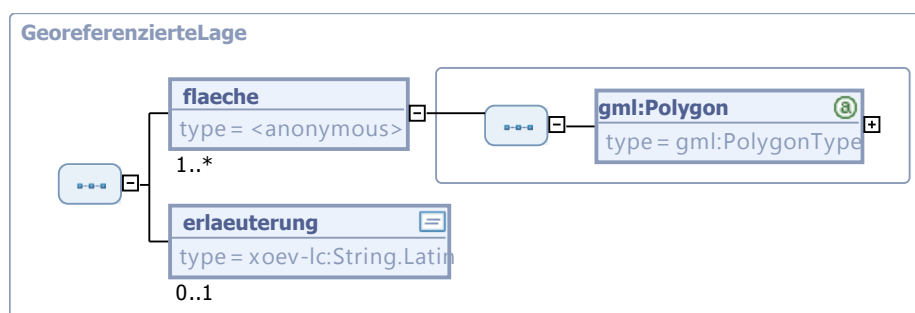 GeoreferenzierteLage
flaeche
type = <anonymous>
1..*
gml:Polygon
a
type = gml:PolygonType
erlaeuterung
type = xoev-lc:String.Latin
0..1